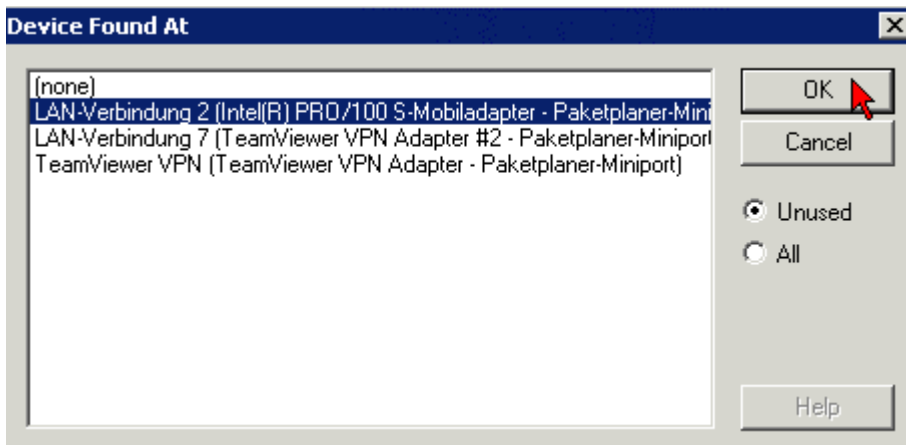 Device Found At
(none)
LAN-Verbindung 2 (Intel(R) PRO/100 S-Mobiladapter - Paketplaner-Mini
LAN-Verbindung 7 (TeamViewer VPN Adapter #2 - Paketplaner-Miniport
TeamViewer VPN (TeamViewer VPN Adapter - Paketplaner-Miniport)
OK
Cancel
Unused
All
Help